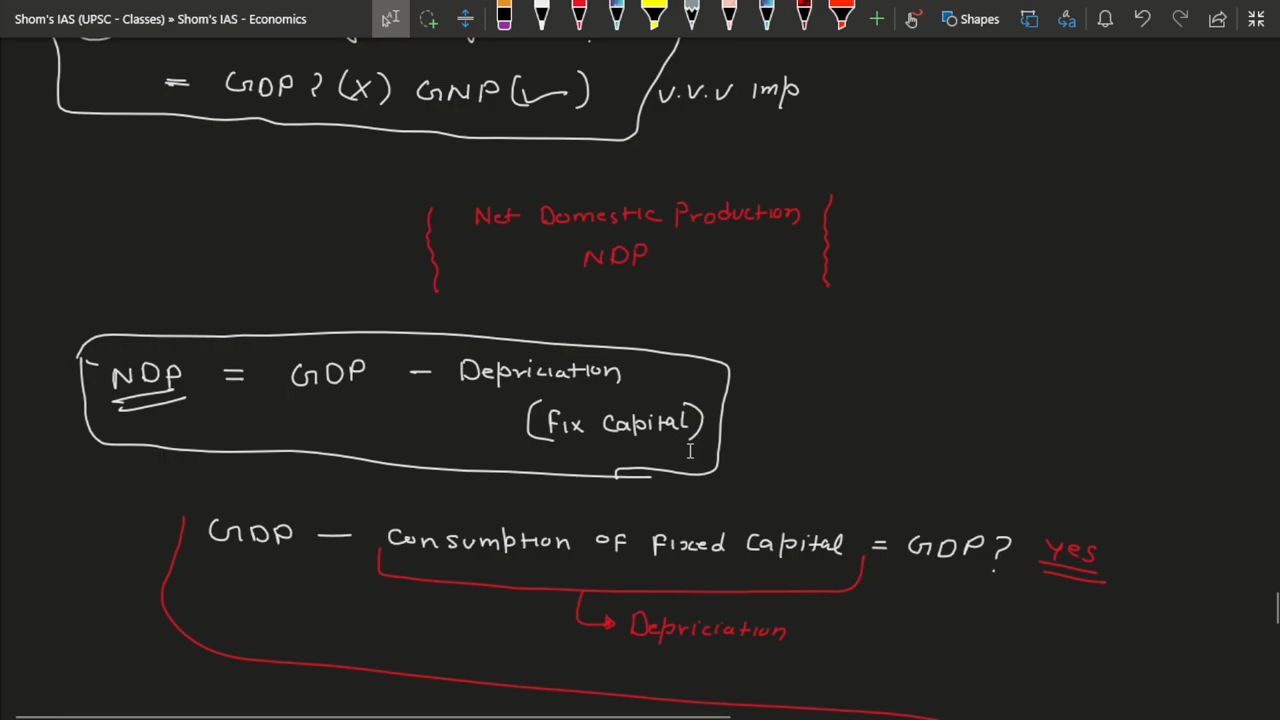 Shom's IAS (UPSC - Classes) » Shom's IAS - Economics
Shapes
= GDP? (x) GNP(✓)
v.v.v imp
Net Domestic Production
NDP
NDP = GDP - Depriciation
(Fix Capital)
GDP - Consumption of Fixed Capital = GDP? Yes
Depriciation